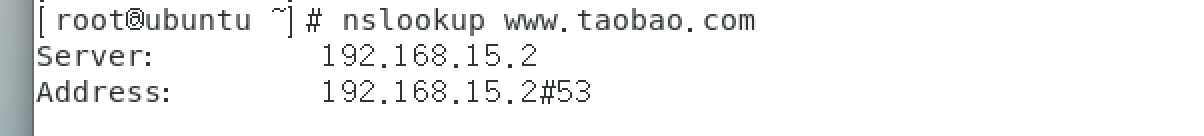 [root@ubuntu ~]# nslookup www.taobao.com
Server: 192.168.15.2
Address: 192.168.15.2#53